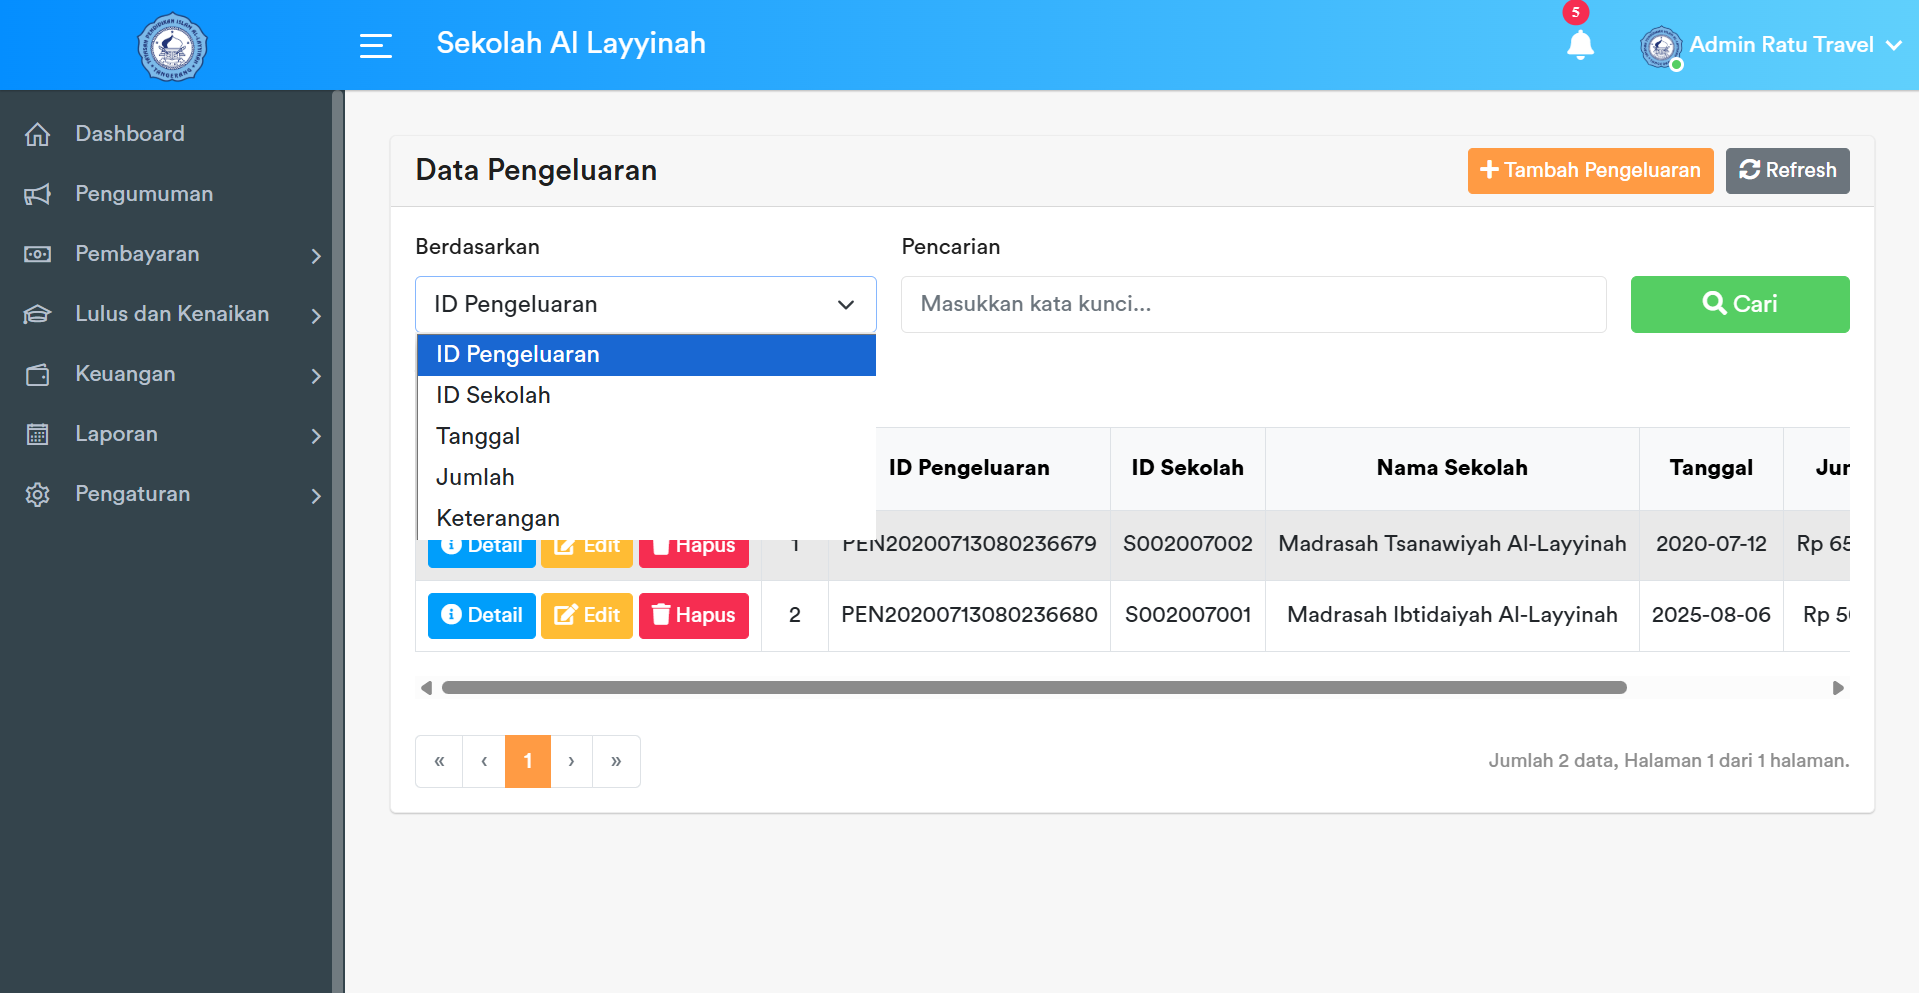 Sekolah Al Layyinah
5
Admin Ratu Travel
Dashboard
Pengumuman
Pembayaran
Lulus dan Kenaikan
Keuangan
Laporan
Pengaturan
Data Pengeluaran
Tambah Pengeluaran
Refresh
Berdasarkan
Pencarian
ID Pengeluaran
Masukkan kata kunci...
Cari
ID Pengeluaran
ID Sekolah
Tanggal
Jumlah
Keterangan
ID Pengeluaran ID Sekolah Nama Sekolah Tanggal Jur
Detail Edit Hapus 1 PEN20200713080236679 S002007002 Madrasah Tsanawiyah Al-Layyinah 2020-07-12 Rp 65
Detail Edit Hapus 2 PEN20200713080236680 S002007001 Madrasah Ibtidaiyah Al-Layyinah 2025-08-06 Rp 50
« ‹ 1 › »
Jumlah 2 data, Halaman 1 dari 1 halaman.